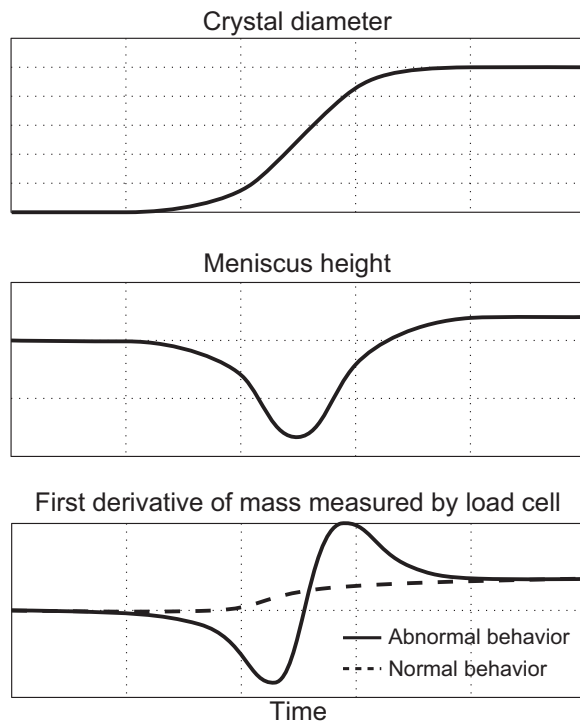 Crystal diameter
Meniscus height
First derivative of mass measured by load cell
Abnormal behavior
Normal behavior
Time